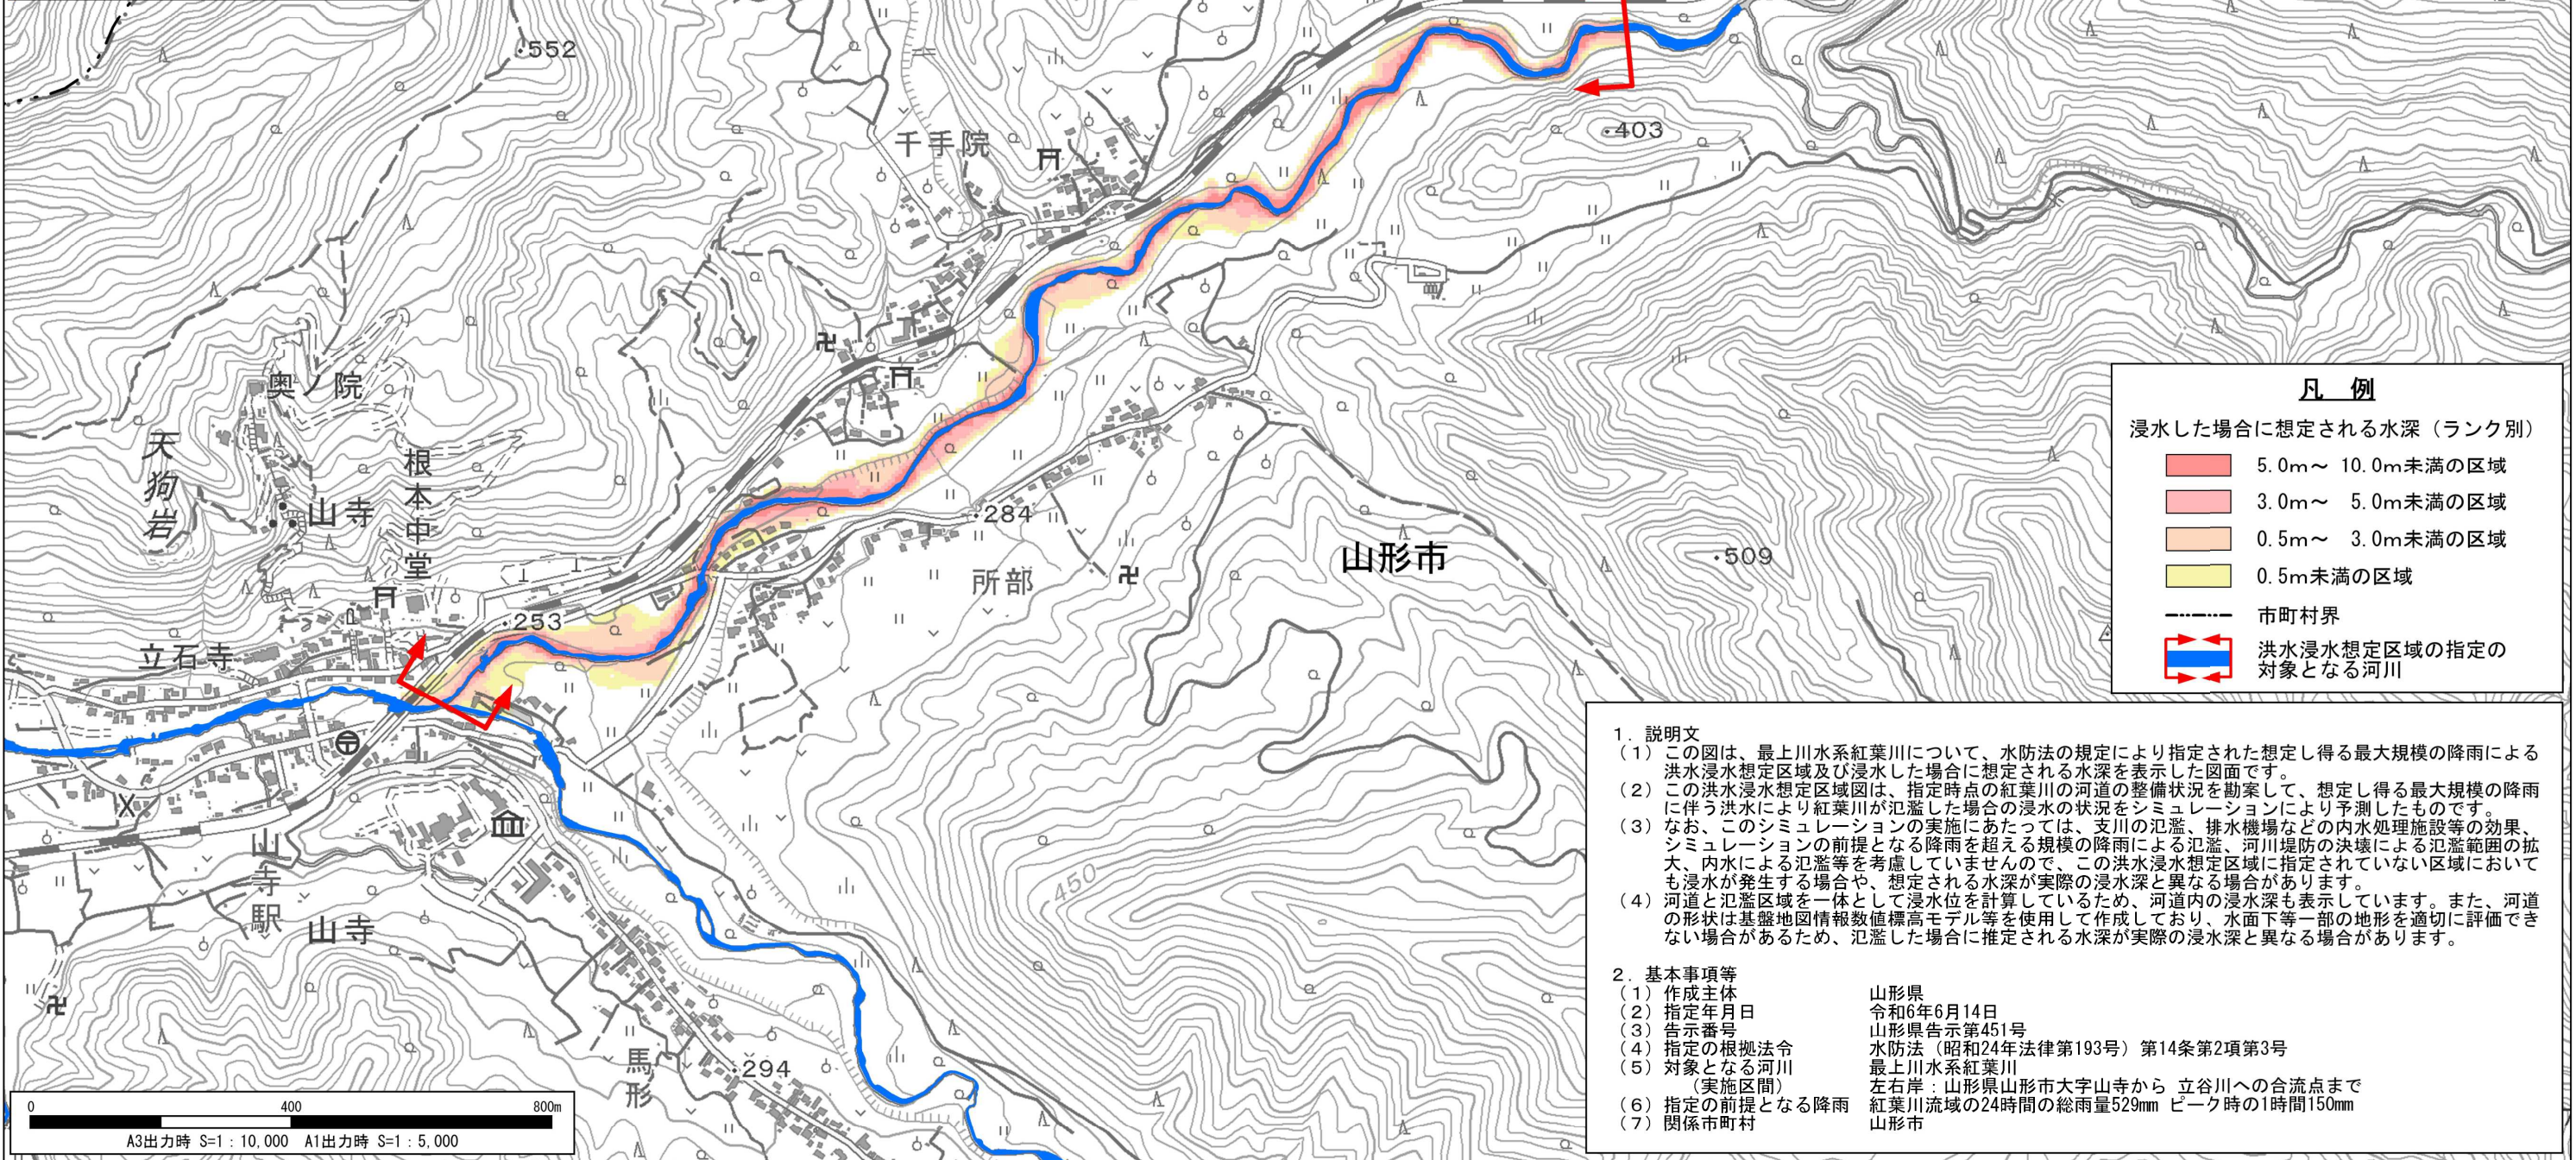 552
千手院
403
奥ノ院
天狗岩
山寺
根本中堂
284
山形市
509
所部
253
立石寺
450
山寺駅
山寺
馬形
294
凡 例
浸水した場合に想定される水深（ランク別）
5.0m～ 10.0m未満の区域
3.0m～ 5.0m未満の区域
0.5m～ 3.0m未満の区域
0.5m未満の区域
市町村界
洪水浸水想定区域の指定の
対象となる河川
1．説明文
（1）この図は、最上川水系紅葉川について、水防法の規定により指定された想定し得る最大規模の降雨による
洪水浸水想定区域及び浸水した場合に想定される水深を表示した図面です。
（2）この洪水浸水想定区域図は、指定時点の紅葉川の河道の整備状況を勘案して、想定し得る最大規模の降雨
に伴う洪水により紅葉川が氾濫した場合の浸水の状況をシミュレーションにより予測したものです。
（3）なお、このシミュレーションの実施にあたっては、支川の氾濫、排水機場などの内水処理施設等の効果、
シミュレーションの前提となる降雨を超える規模の降雨による氾濫、河川堤防の決壊による氾濫範囲の拡
大、内水による氾濫等を考慮していませんので、この洪水浸水想定区域に指定されていない区域において
も浸水が発生する場合や、想定される水深が実際の浸水深と異なる場合があります。
（4）河道と氾濫区域を一体として浸水位を計算しているため、河道内の浸水深も表示しています。また、河道
の形状は基盤地図情報数値標高モデル等を使用して作成しており、水面下等一部の地形を適切に評価でき
ない場合があるため、氾濫した場合に推定される水深が実際の浸水深と異なる場合があります。
2．基本事項等
（1）作成主体 山形県
（2）指定年月日 令和6年6月14日
（3）告示番号 山形県告示第451号
（4）指定の根拠法令 水防法（昭和24年法律第193号）第14条第2項第3号
（5）対象となる河川 最上川水系紅葉川
（実施区間） 左右岸：山形県山形市大字山寺から 立谷川への合流点まで
（6）指定の前提となる降雨 紅葉川流域の24時間の総雨量529mm ピーク時の1時間150mm
（7）関係市町村 山形市
0 400 800m
A3出力時 S=1：10,000 A1出力時 S=1：5,000